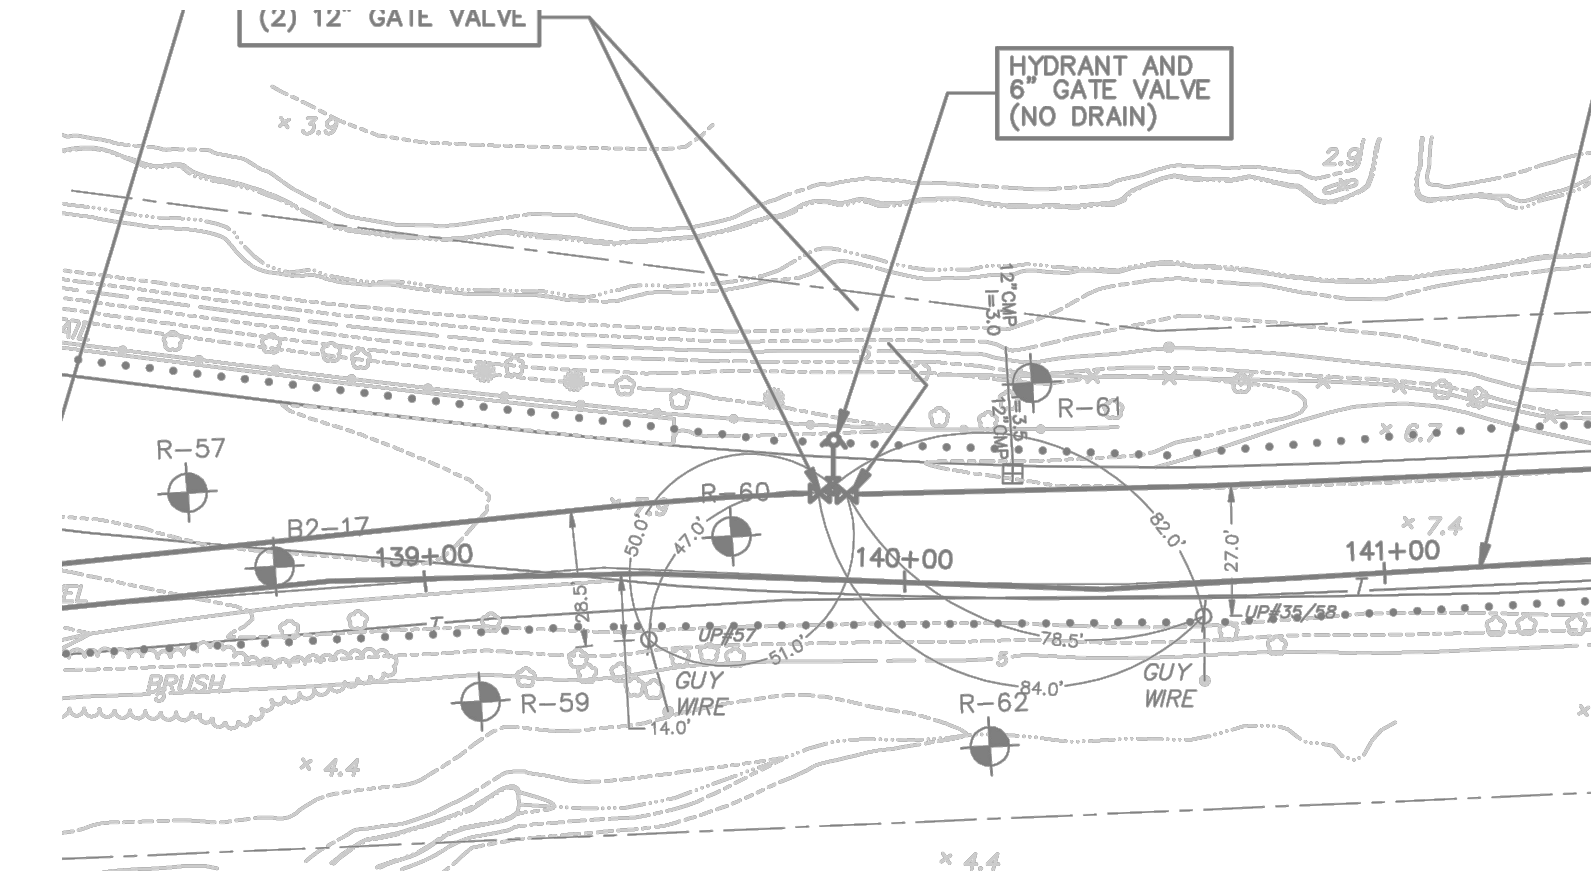 (2) 12" GATE VALVE
HYDRANT AND
6" GATE VALVE
(NO DRAIN)
× 3.9
2.9
12"CMP
I=3.0
R-61
I=3.5
12"CMP
× 6.7
R-57
× 7.9
R-60
B2-17
139+00
50.0'
47.0'
140+00
82.0'
27.0'
141+00
× 7.4
28.5'
T
T
UP#57
51.0'
78.5'
UP#35/58
5
84.0'
GUY
WIRE
GUY
WIRE
BRUSH
R-59
14.0'
R-62
× 4.4
× 4.4